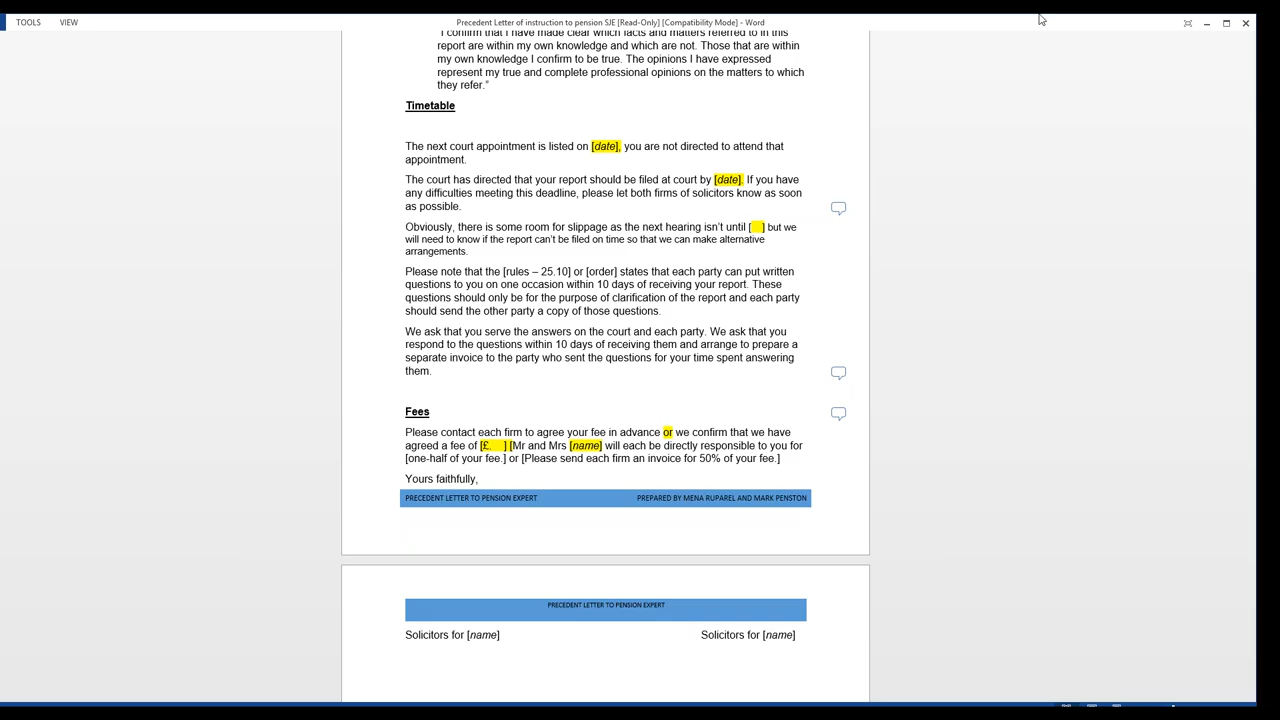 TOOLS VIEW Precedent Letter of instruction to pension SJE [Read-Only] [Compatibility Mode] - Word
"I confirm that I have made clear which facts and matters referred to in this
report are within my own knowledge and which are not. Those that are within
my own knowledge I confirm to be true. The opinions I have expressed
represent my true and complete professional opinions on the matters to which
they refer."
Timetable
The next court appointment is listed on [date], you are not directed to attend that
appointment.
The court has directed that your report should be filed at court by [date]. If you have
any difficulties meeting this deadline, please let both firms of solicitors know as soon
as possible.
Obviously, there is some room for slippage as the next hearing isn't until [ ] but we
will need to know if the report can't be filed on time so that we can make alternative
arrangements.
Please note that the [rules – 25.10] or [order] states that each party can put written
questions to you on one occasion within 10 days of receiving your report. These
questions should only be for the purpose of clarification of the report and each party
should send the other party a copy of those questions.
We ask that you serve the answers on the court and each party. We ask that you
respond to the questions within 10 days of receiving them and arrange to prepare a
separate invoice to the party who sent the questions for your time spent answering
them.
Fees
Please contact each firm to agree your fee in advance or we confirm that we have
agreed a fee of [£. ] [Mr and Mrs [name] will each be directly responsible to you for
[one-half of your fee.] or [Please send each firm an invoice for 50% of your fee.]
Yours faithfully,
PRECEDENT LETTER TO PENSION EXPERT PREPARED BY MENA RUPAREL AND MARK PENSTON
PRECEDENT LETTER TO PENSION EXPERT
Solicitors for [name] Solicitors for [name]